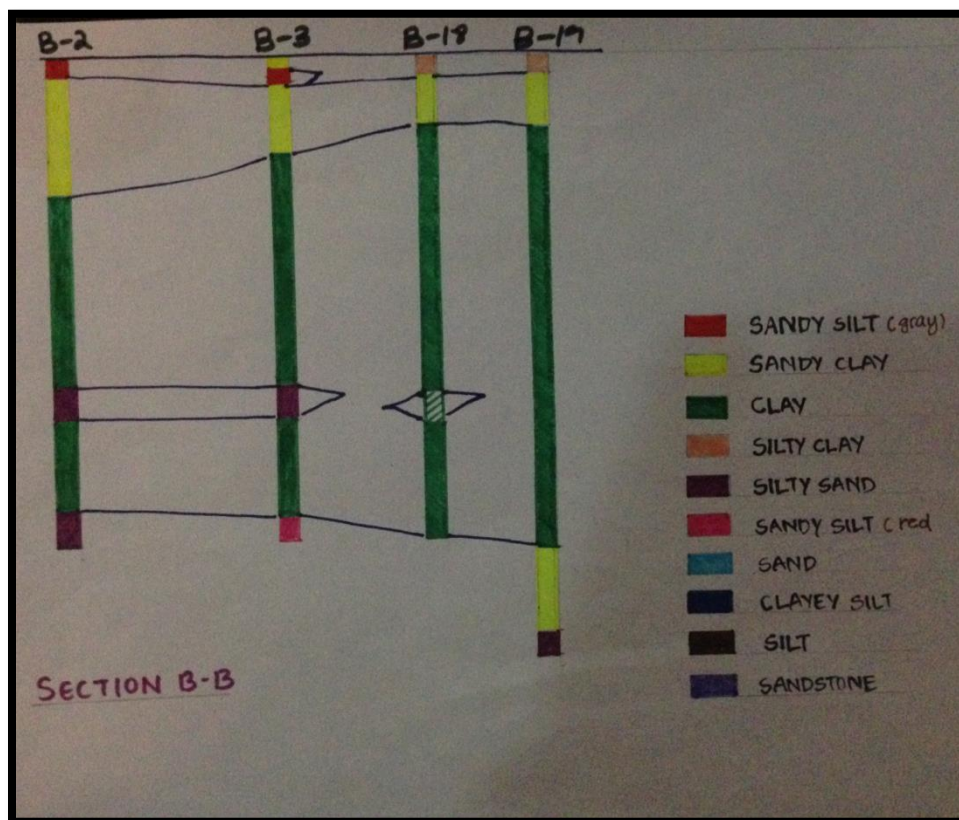 B-2 B-3 B-18 B-19
SANDY SILT (gray)
SANDY CLAY
CLAY
SILTY CLAY
SILTY SAND
SANDY SILT (red
SAND
CLAYEY SILT
SILT
SANDSTONE
SECTION B-B